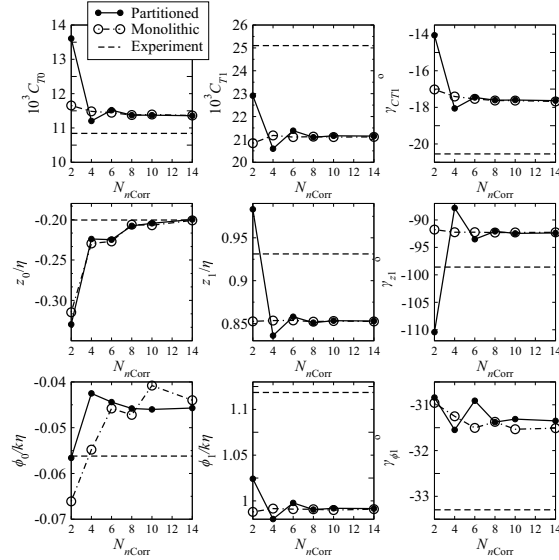 Partitioned
Monolithic
Experiment
10³C_T0
14
13
12
11
10
2 4 6 8 10 12 14
N_nCorr
10³C_T1
26
25
24
23
22
21
20
2 4 6 8 10 12 14
N_nCorr
γ_CT1 °
-14
-16
-18
-20
2 4 6 8 10 12 14
N_nCorr
z_0/η
-0.20
-0.30
2 4 6 8 10 12 14
N_nCorr
z_1/η
0.95
0.9
0.85
2 4 6 8 10 12 14
N_nCorr
γ_z1 °
-90
-95
-100
-105
-110
2 4 6 8 10 12 14
N_nCorr
ϕ_0/kη
-0.04
-0.05
-0.06
-0.07
2 4 6 8 10 12 14
N_nCorr
ϕ_1/kη
1.1
1.05
1
2 4 6 8 10 12 14
N_nCorr
γ_ϕ1 °
-31
-32
-33
2 4 6 8 10 12 14
N_nCorr